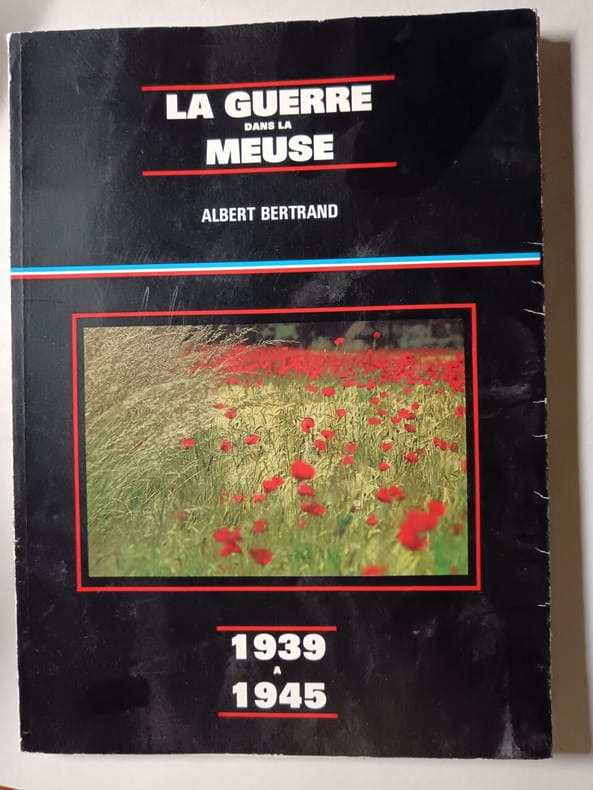 LA GUERRE
DANS LA
MEUSE
ALBERT BERTRAND
1939
A
1945